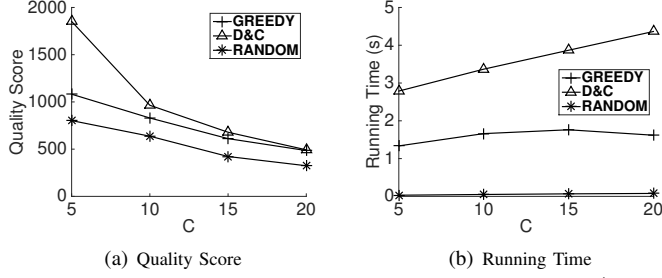 Quality Score
2000
1500
1000
500
0
5
10
15
20
C
GREEDY
D&C
RANDOM
(a) Quality Score
Running Time (s)
5
4
3
2
1
0
5
10
15
20
C
GREEDY
D&C
RANDOM
(b) Running Time